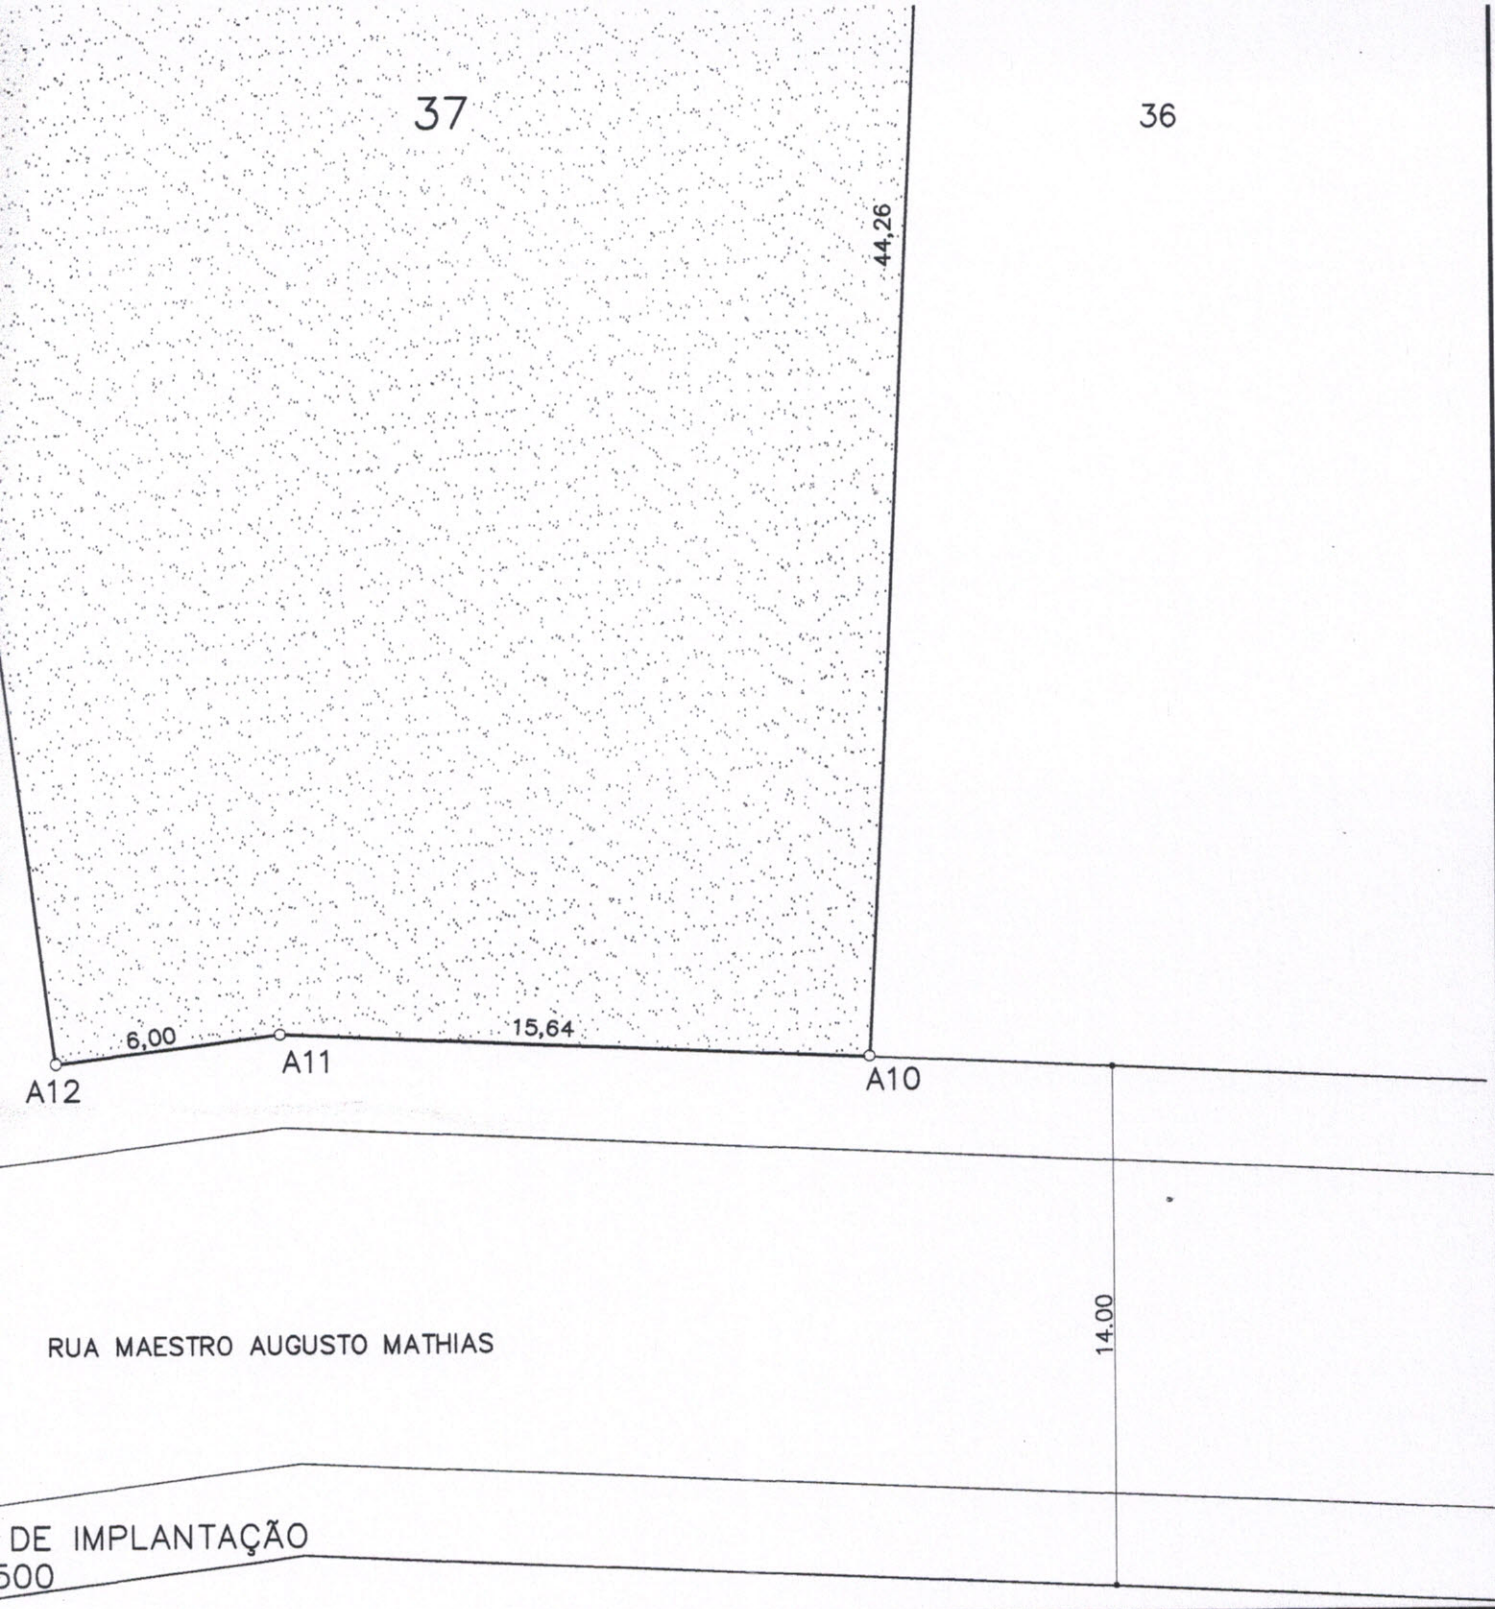 37
36
44,26
6,00
15,64
A11
A12
A10
14.00
RUA MAESTRO AUGUSTO MATHIAS
DE IMPLANTAÇÃO
500